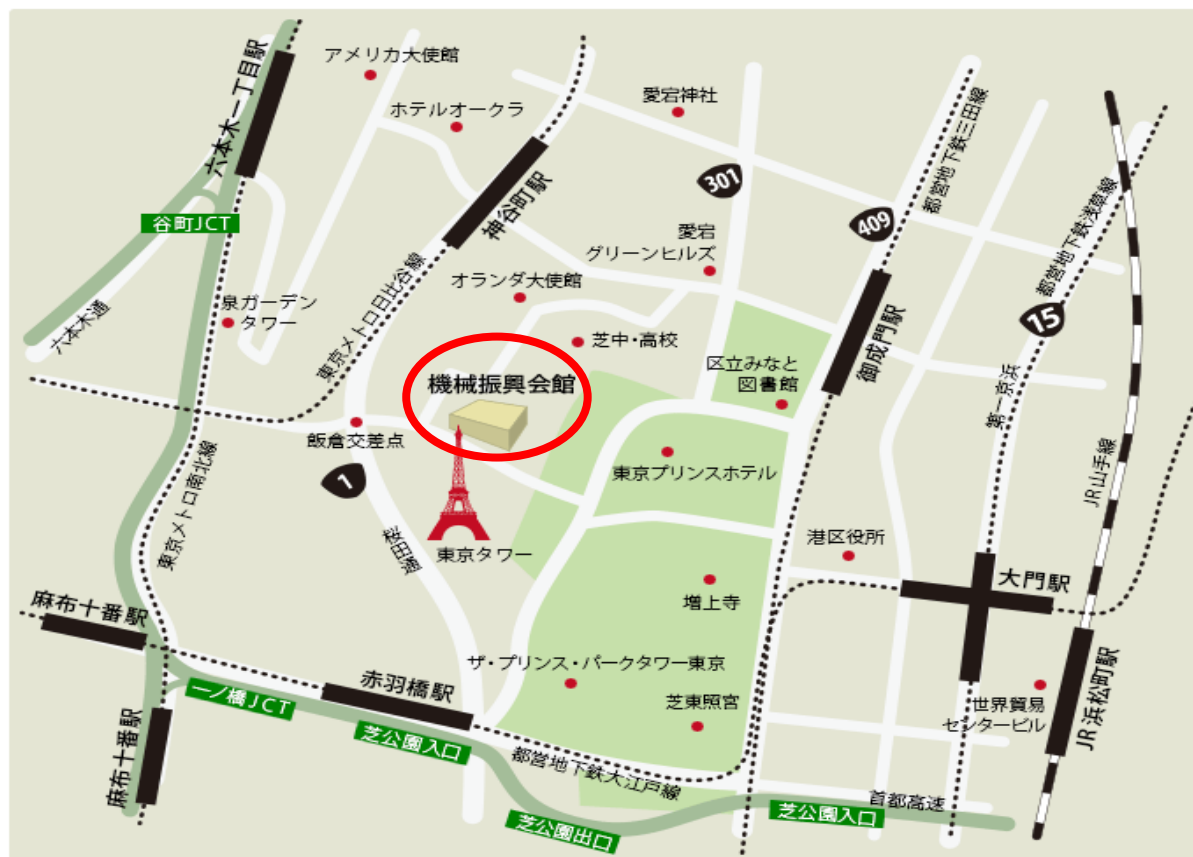 アメリカ大使館
ホテルオークラ
愛宕神社
六本木一丁目駅
神谷町駅
301
409
都営地下鉄三田線
都営地下鉄浅草線
谷町JCT
愛宕
グリーンヒルズ
オランダ大使館
15
六本木通
泉ガーデン
タワー
東京メトロ日比谷線
芝中・高校
御成門駅
区立みなと
図書館
第一京浜
機械振興会館
飯倉交差点
東京プリンスホテル
JR山手線
1
東京メトロ南北線
桜田通
東京タワー
港区役所
大門駅
増上寺
麻布十番駅
ザ・プリンス・パークタワー東京
赤羽橋駅
一ノ橋JCT
芝東照宮
世界貿易
センタービル
JR浜松町駅
麻布十番駅
芝公園入口
都営地下鉄大江戸線
首都高速
芝公園出口
芝公園入口